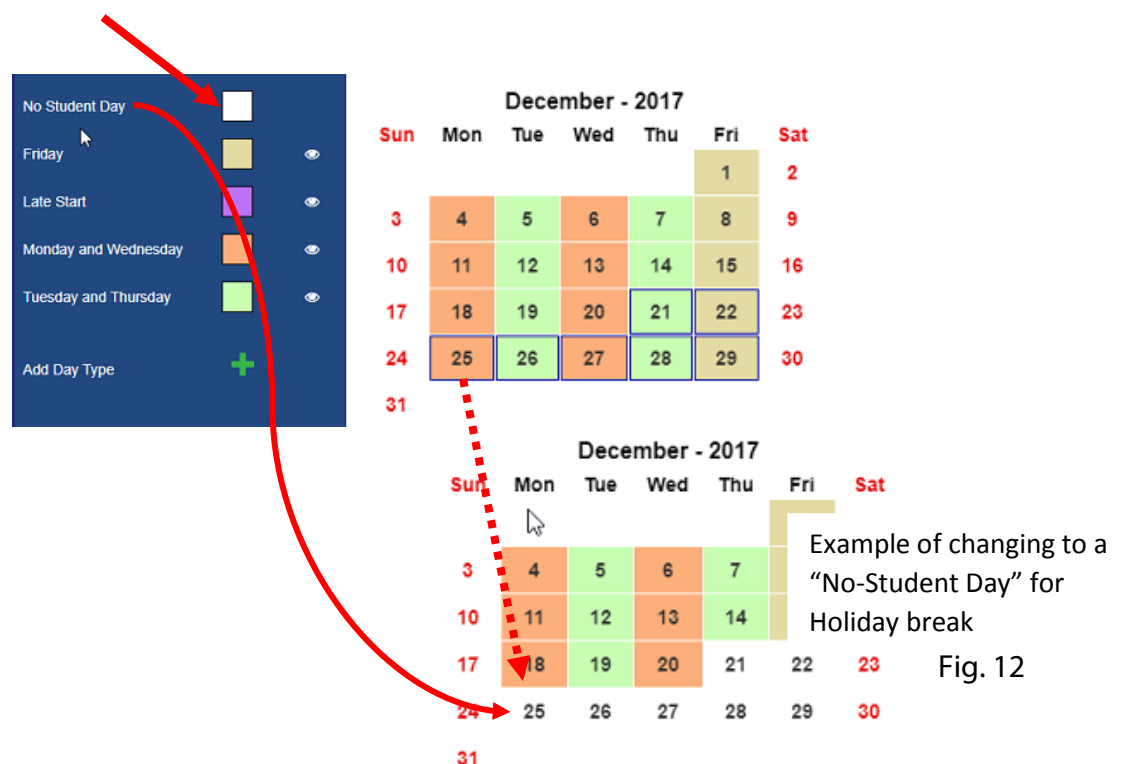 No Student Day
Friday
Late Start
Monday and Wednesday
Tuesday and Thursday
Add Day Type
December - 2017
Sun Mon Tue Wed Thu Fri Sat
1 2
3 4 5 6 7 8 9
10 11 12 13 14 15 16
17 18 19 20 21 22 23
24 25 26 27 28 29 30
31
December - 2017
Sun Mon Tue Wed Thu Fri Sat
3 4 5 6 7
10 11 12 13 14
17 18 19 20 21 22 23
24 25 26 27 28 29 30
31
Example of changing to a
“No-Student Day” for
Holiday break
Fig. 12